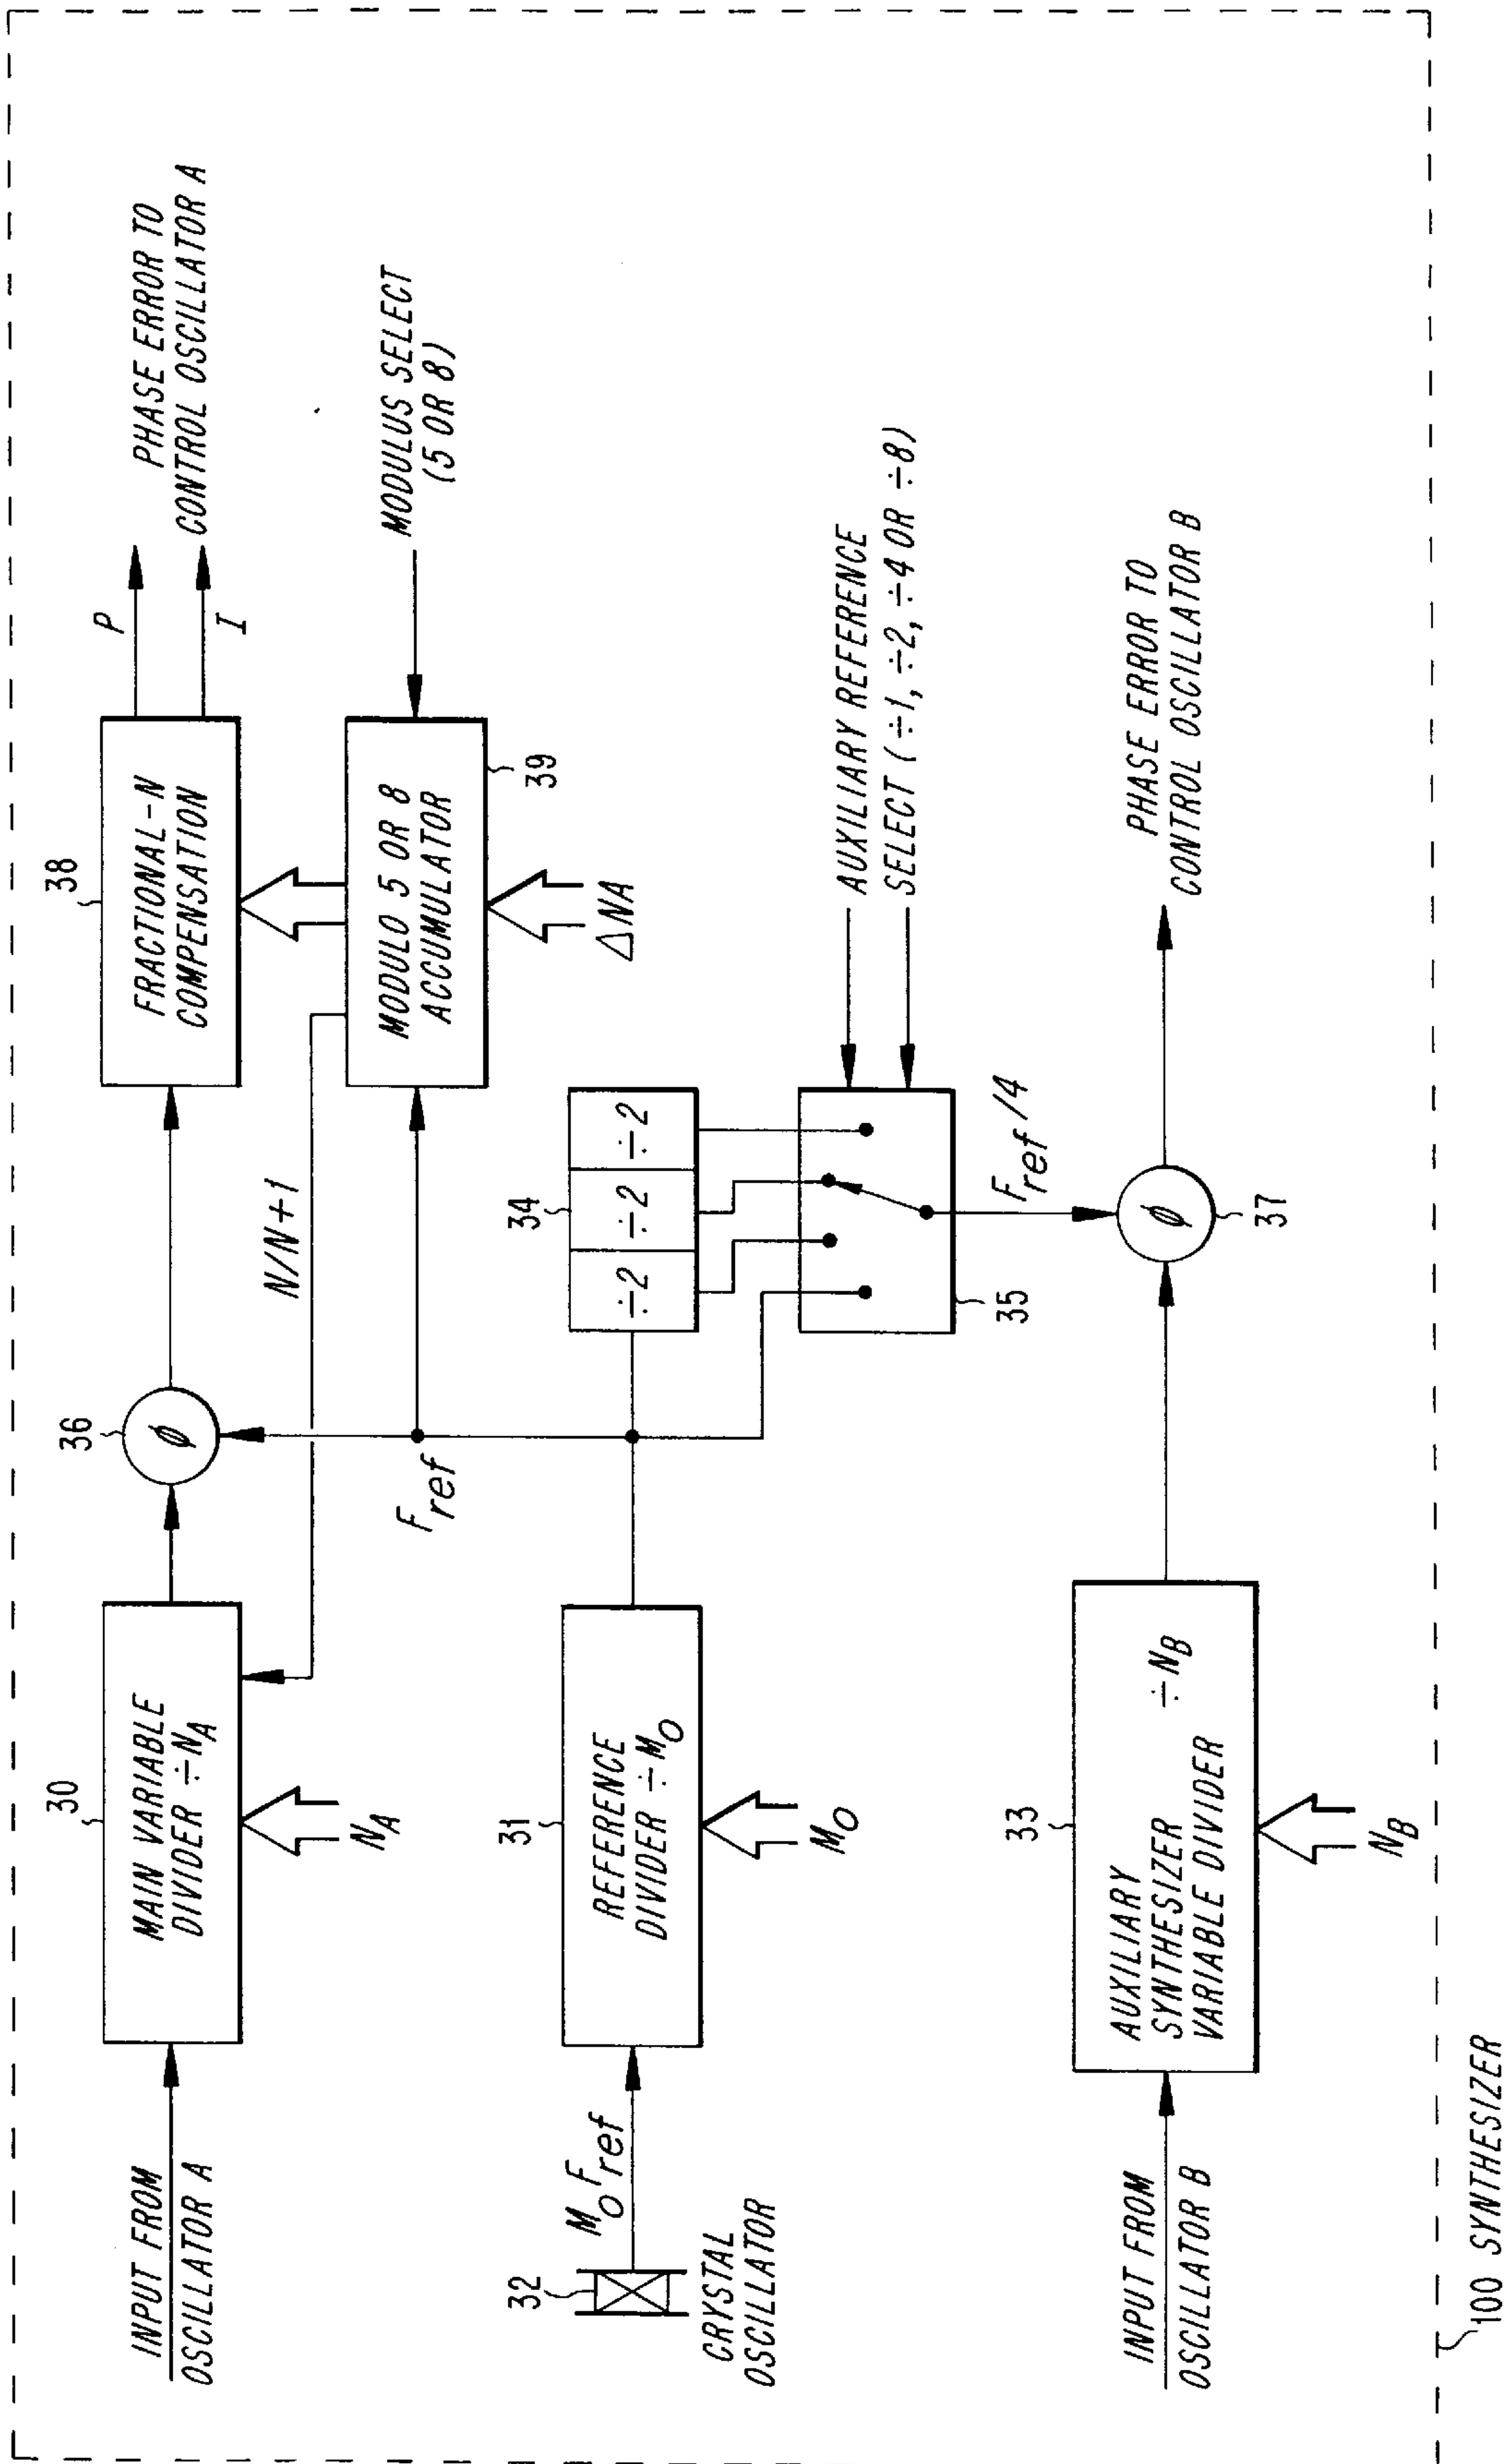 INPUT FROM
OSCILLATOR A
30
MAIN VARIABLE
DIVIDER ÷N_A
N_A
36
ϕ
N/N+1
38
FRACTIONAL-N
COMPENSATION
P
I
PHASE ERROR TO
CONTROL OSCILLATOR A
MODULO 5 OR 8
ACCUMULATOR
39
ΔNA
MODULUS SELECT
(5 OR 8)
F_ref
32
CRYSTAL
OSCILLATOR
M_O F_ref
31
REFERENCE
DIVIDER ÷M_O
M_O
34
÷2
÷2
÷2
35
AUXILIARY REFERENCE
SELECT (÷1, ÷2, ÷4 OR ÷8)
F_ref/4
INPUT FROM
OSCILLATOR B
33
AUXILIARY
SYNTHESIZER
VARIABLE DIVIDER ÷N_B
N_B
ϕ
37
PHASE ERROR TO
CONTROL OSCILLATOR B
100 SYNTHESIZER